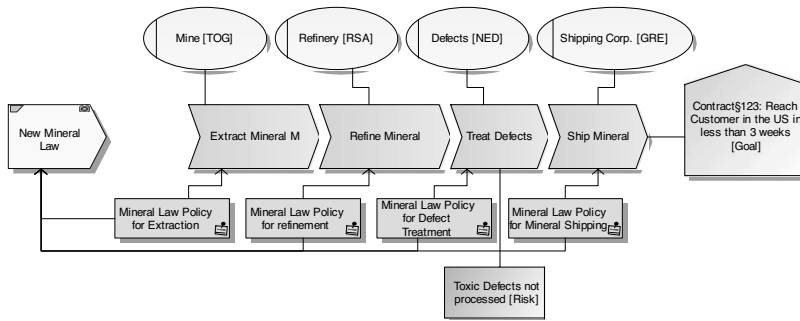 Mine [TOG]
Refinery [RSA]
Defects [NED]
Shipping Corp. [GRE]
New Mineral
Law
Extract Mineral M
Refine Mineral
Treat Defects
Ship Mineral
Contract§123: Reach
Customer in the US in
less than 3 weeks
[Goal]
Mineral Law Policy
for Extraction
Mineral Law Policy
for refinement
Mineral Law Policy
for Defect
Treatment
Mineral Law Policy
for Mineral Shipping
Toxic Defects not
processed [Risk]